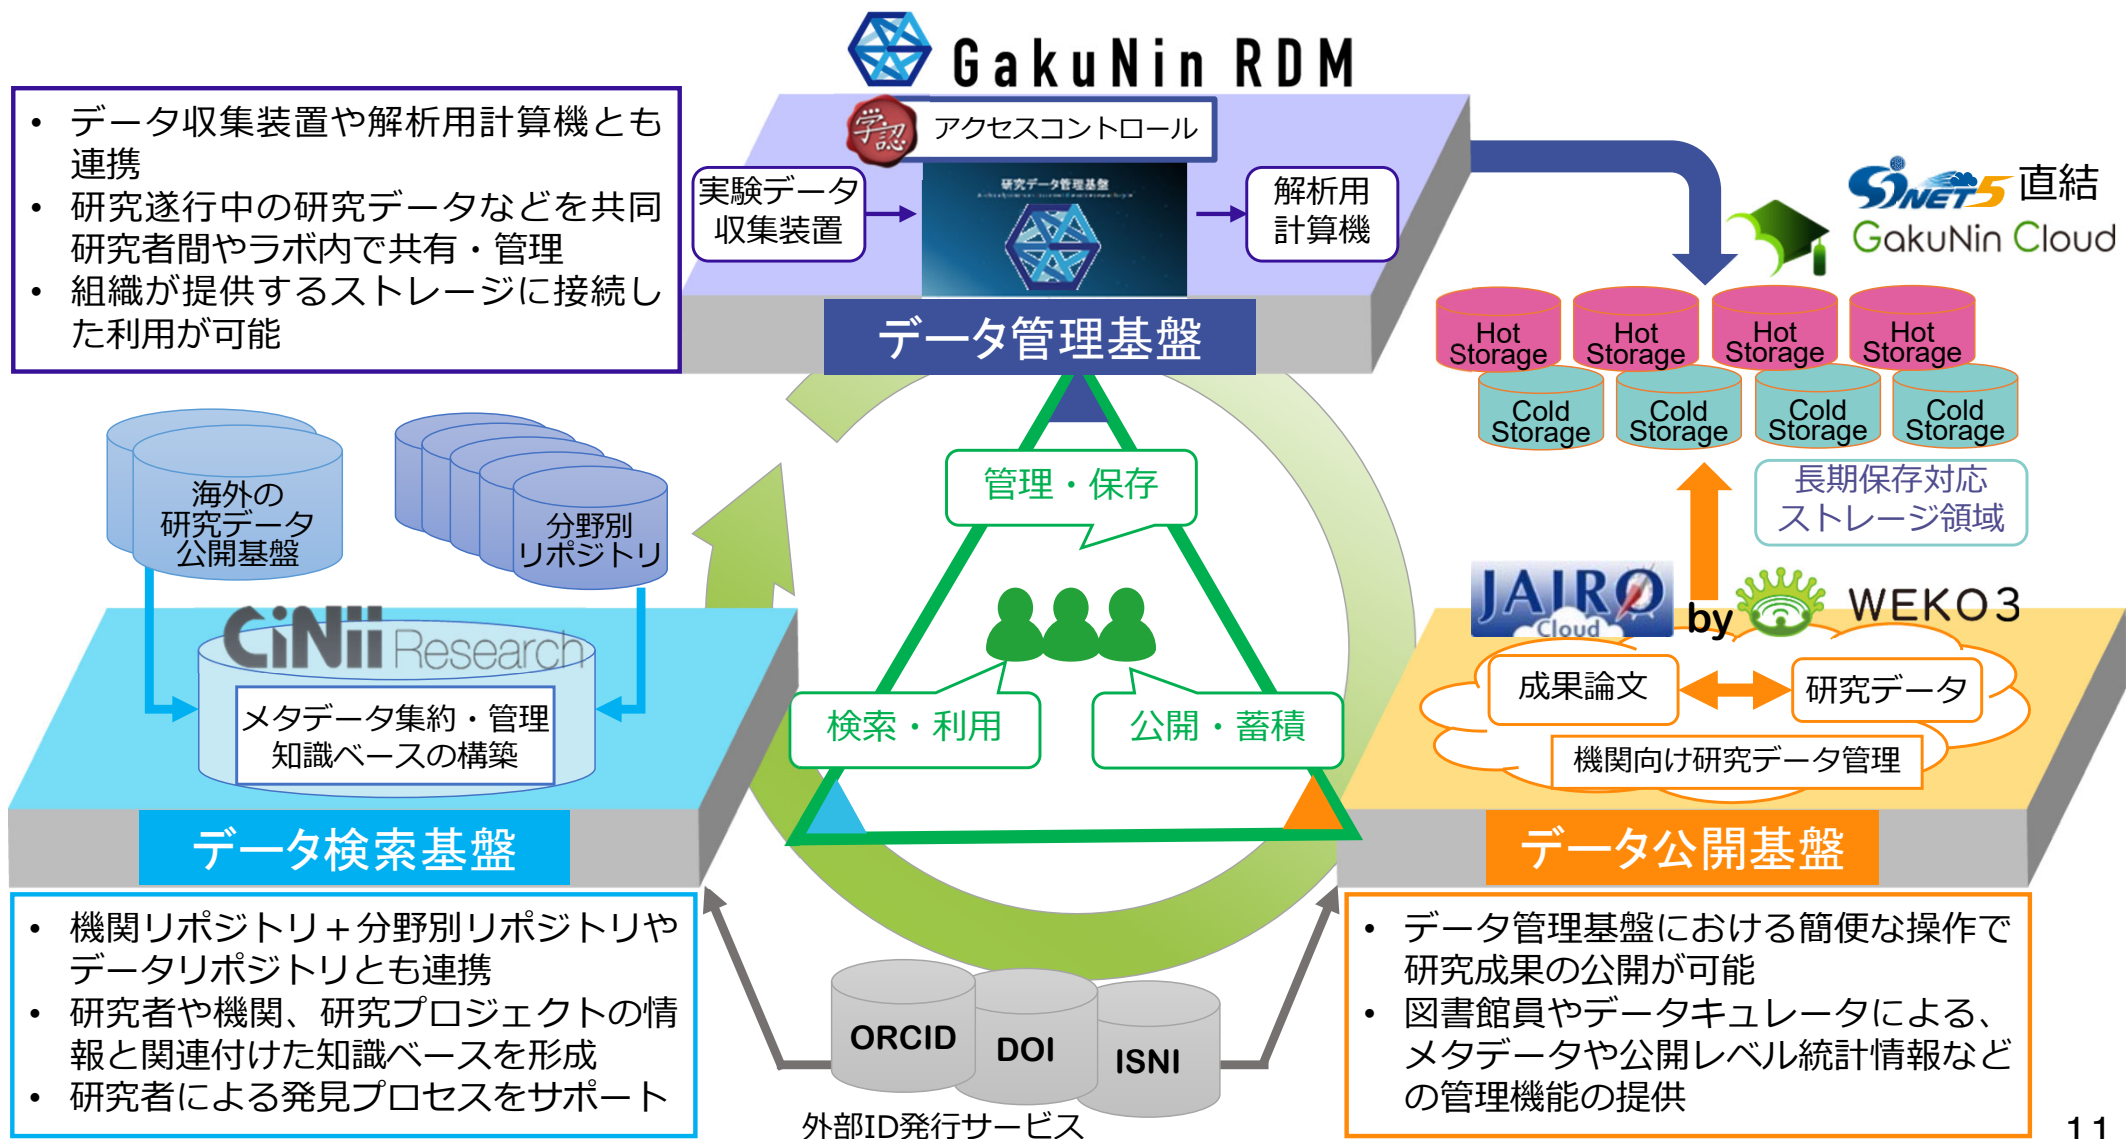 GakuNin RDM
• データ収集装置や解析用計算機とも
連携
• 研究遂行中の研究データなどを共同
研究者間やラボ内で共有・管理
• 組織が提供するストレージに接続し
た利用が可能
学認
アクセスコントロール
実験データ
収集装置
研究データ管理基盤
解析用
計算機
データ管理基盤
SINET5 直結
GakuNin Cloud
Hot
Storage
Hot
Storage
Hot
Storage
Hot
Storage
Cold
Storage
Cold
Storage
Cold
Storage
Cold
Storage
長期保存対応
ストレージ領域
海外の
研究データ
公開基盤
分野別
リポジトリ
管理・保存
検索・利用
公開・蓄積
CiNii Research
メタデータ集約・管理
知識ベースの構築
データ検索基盤
JAIRO
Cloud
by
WEKO3
成果論文
研究データ
機関向け研究データ管理
データ公開基盤
• 機関リポジトリ+分野別リポジトリや
データリポジトリとも連携
• 研究者や機関、研究プロジェクトの情
報と関連付けた知識ベースを形成
• 研究者による発見プロセスをサポート
ORCID
DOI
ISNI
外部ID発行サービス
• データ管理基盤における簡便な操作で
研究成果の公開が可能
• 図書館員やデータキュレータによる、
メタデータや公開レベル統計情報など
の管理機能の提供
11